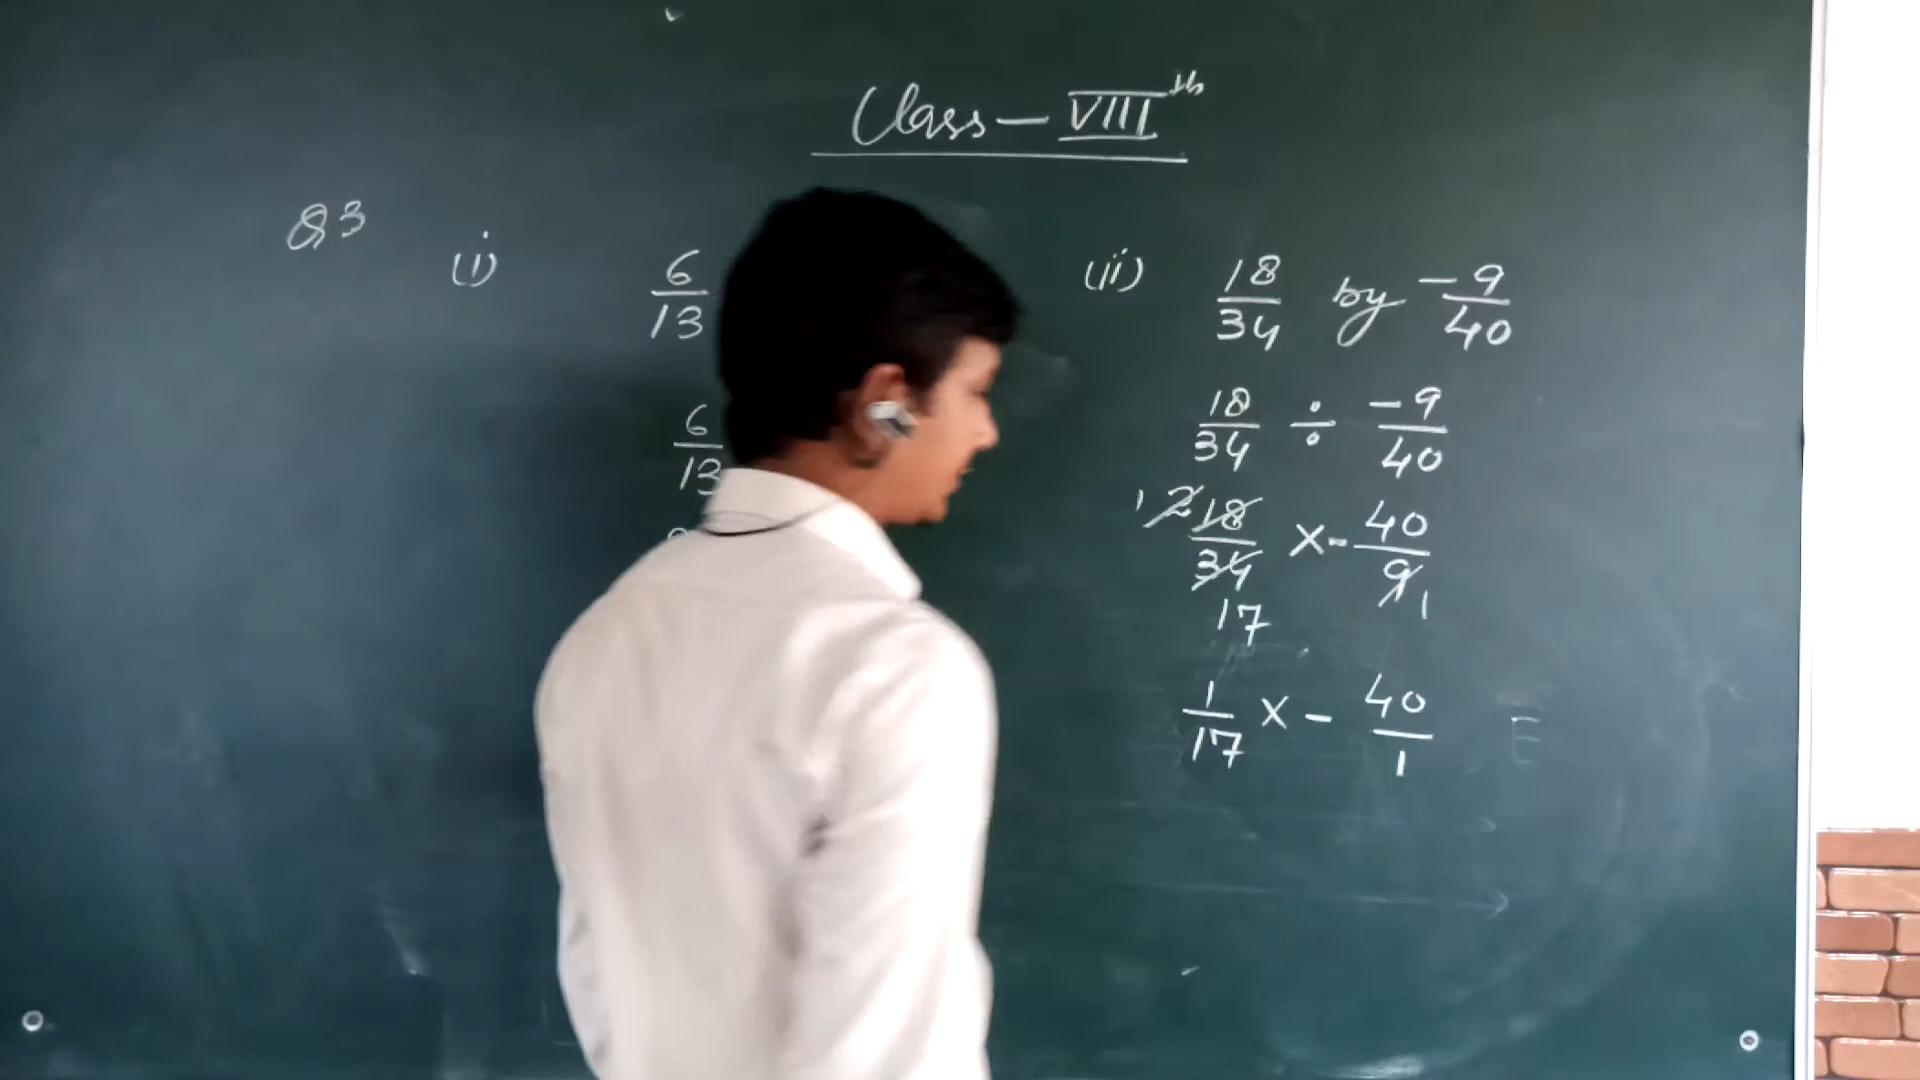 Class - VIII th
Q3
(i) 6/13
6/13
(ii) 18/34 by -9/40
18/34 ÷ -9/40
1 2 18/34 × - 40/9 1
17
1/17 × - 40/1